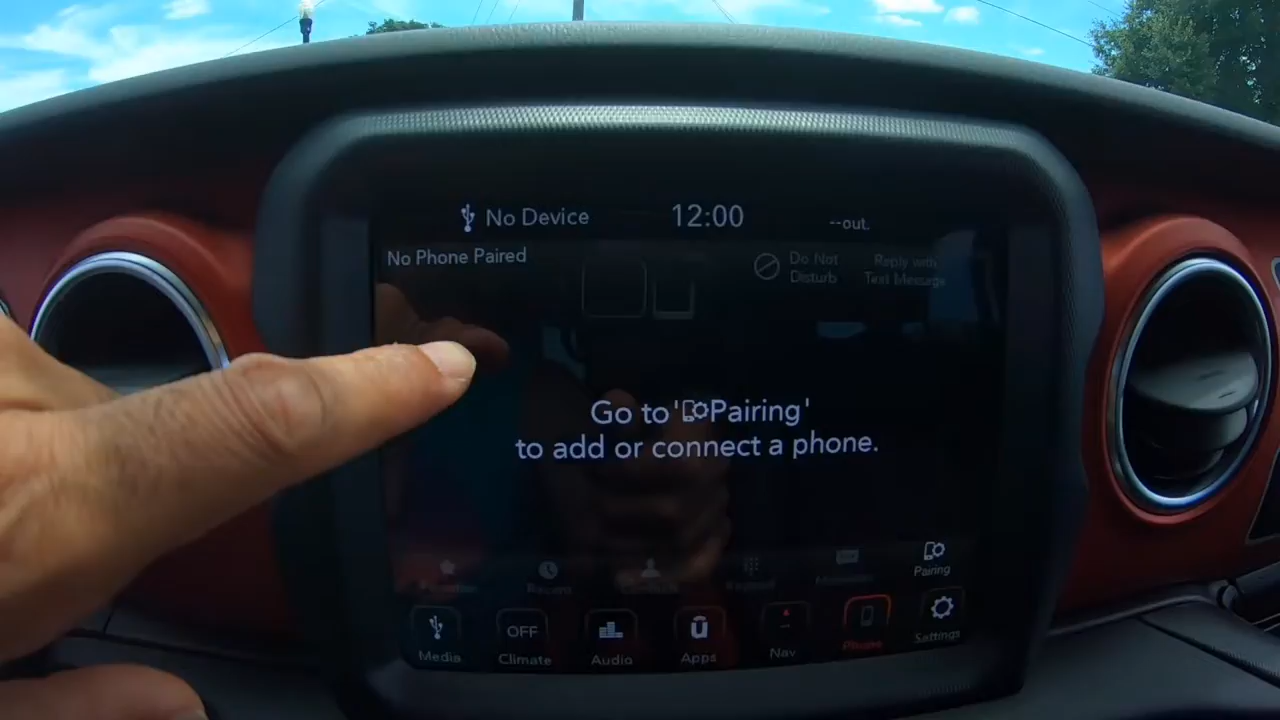 No Device
12:00
--out.
No Phone Paired
Do Not
Disturb
Reply with
Text Message
Go to 'Pairing'
to add or connect a phone.
Recent
Pairing
Media
OFF
Climate
Audio
Apps
Nav
Phone
Settings